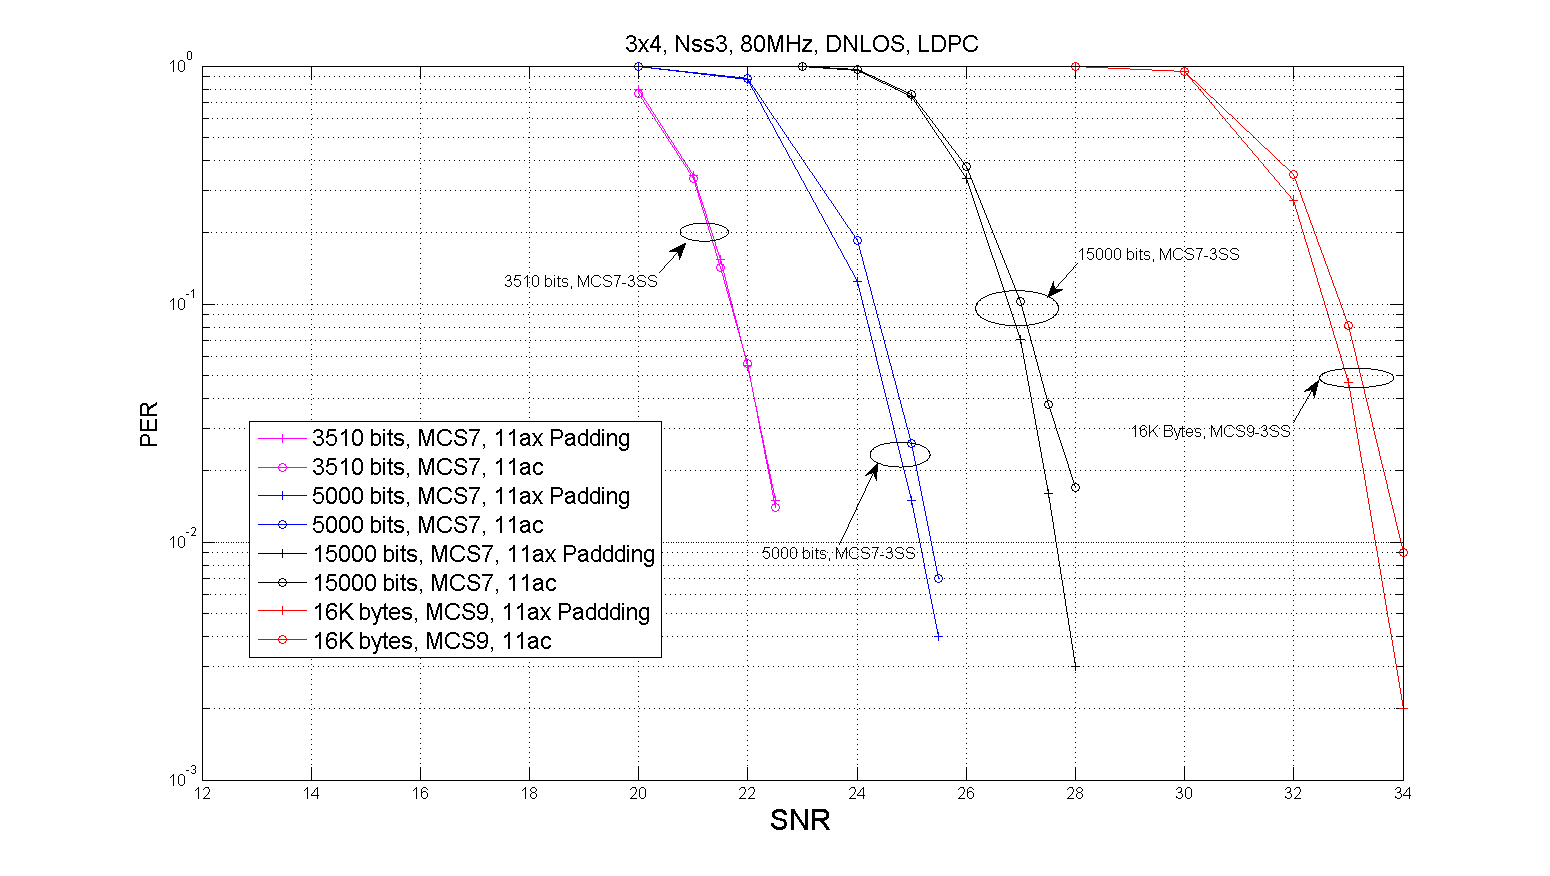 3x4, Nss3, 80MHz, DNLOS, LDPC
10^0
10^-1
10^-2
10^-3
PER
3510 bits, MCS7-3SS
15000 bits, MCS7-3SS
16K Bytes, MCS9-3SS
5000 bits, MCS7-3SS
3510 bits, MCS7, 11ax Padding
3510 bits, MCS7, 11ac
5000 bits, MCS7, 11ax Padding
5000 bits, MCS7, 11ac
15000 bits, MCS7, 11ax Paddding
15000 bits, MCS7, 11ac
16K bytes, MCS9, 11ax Paddding
16K bytes, MCS9, 11ac
12 14 16 18 20 22 24 26 28 30 32 34
SNR